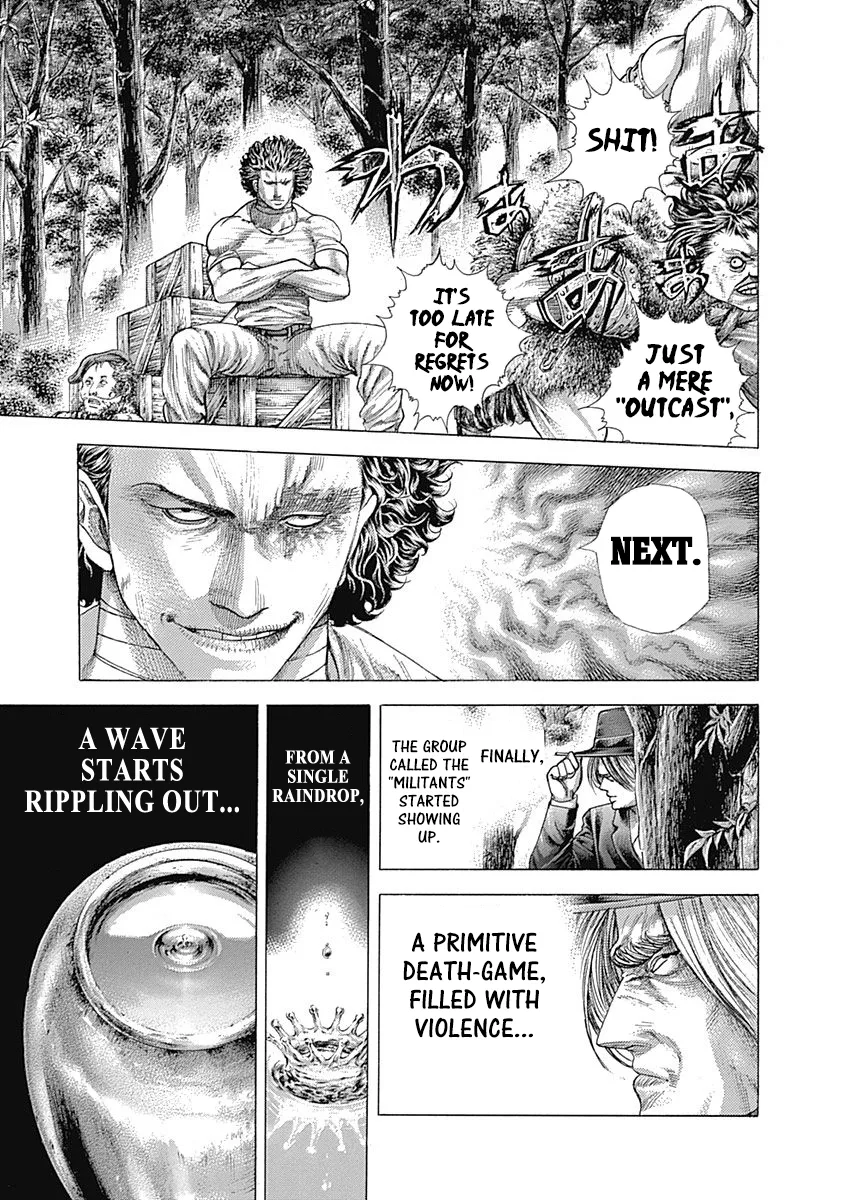 SHIT!
JUST
A MERE
"OUTCAST",
IT'S
TOO LATE
FOR
REGRETS
NOW!
NEXT.
FINALLY,
THE GROUP
CALLED THE
"MILITANTS"
STARTED
SHOWING
UP.
A PRIMITIVE
DEATH-GAME,
FILLED WITH
VIOLENCE...
FROM A
SINGLE
RAINDROP,
A WAVE
STARTS
RIPPLING OUT...